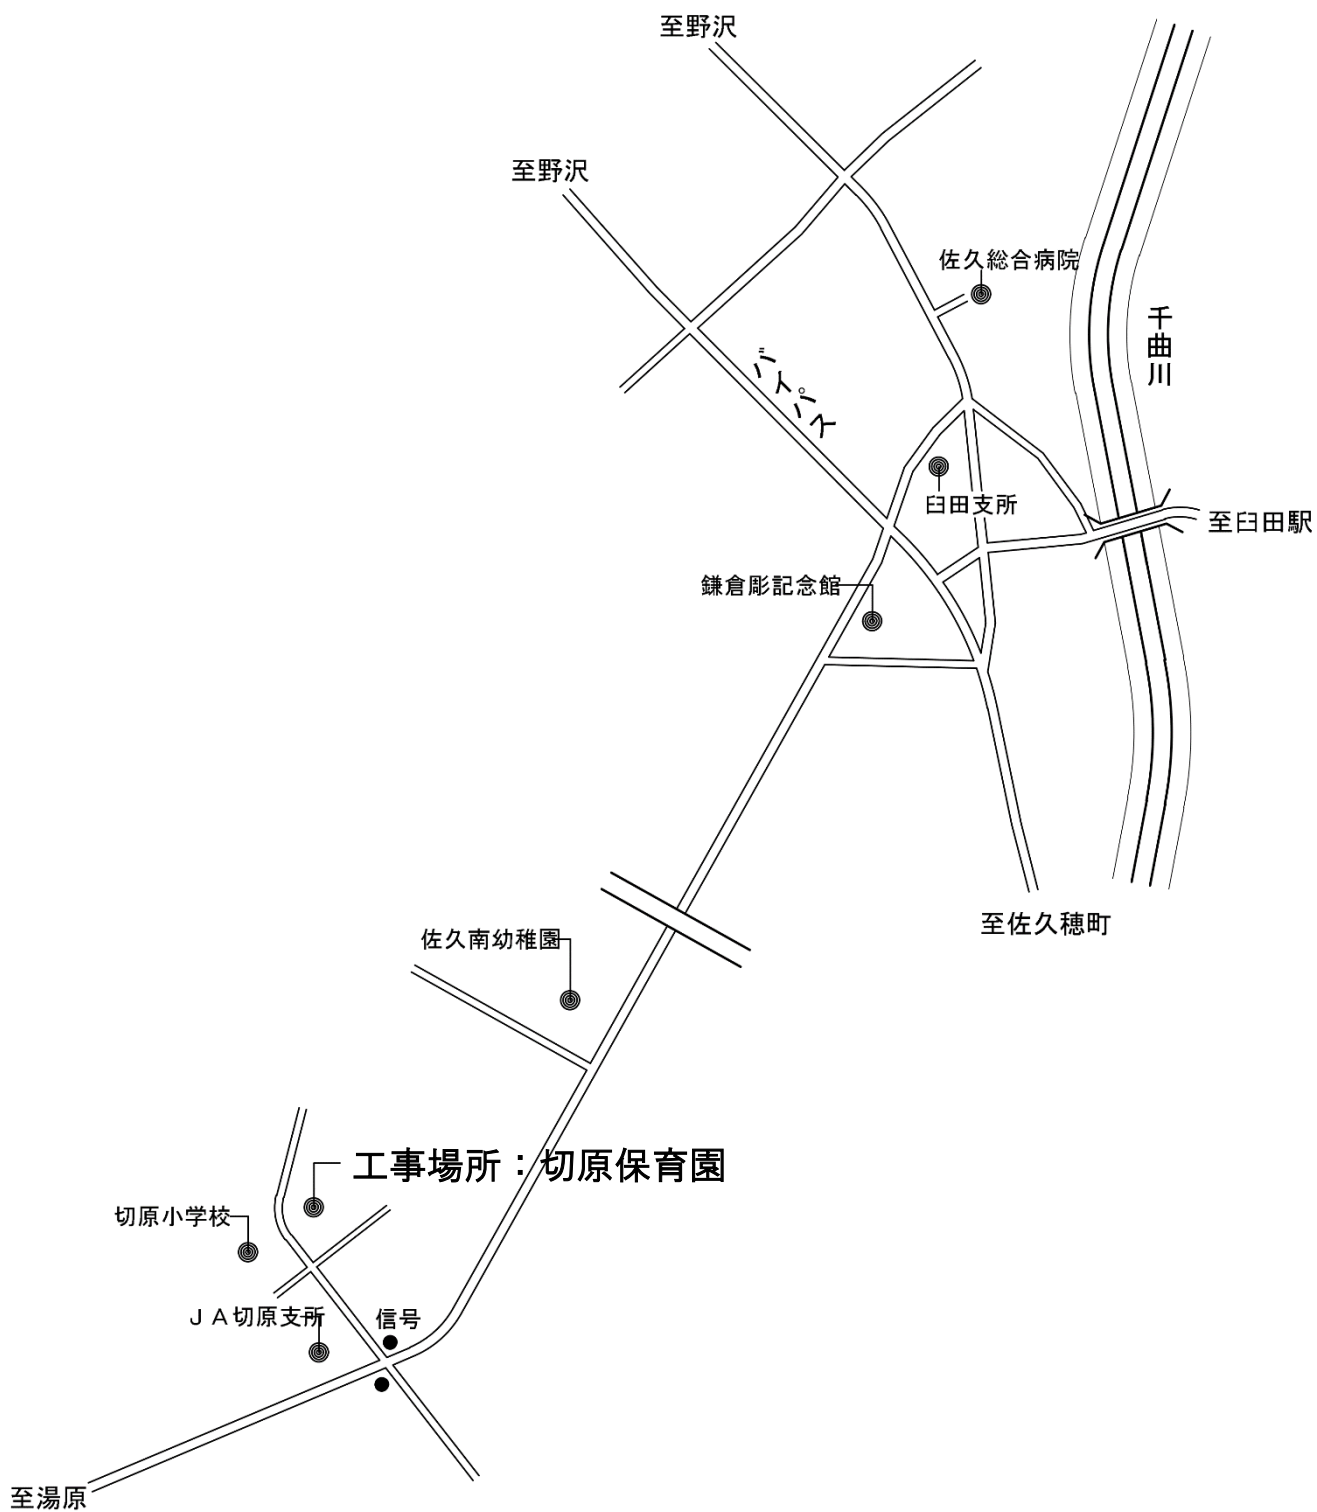 至野沢
至野沢
佐久総合病院
千曲川
バイパス
臼田支所
至臼田駅
鎌倉彫記念館
至佐久穂町
佐久南幼稚園
工事場所：切原保育園
切原小学校
ＪＡ切原支所
信号
至湯原